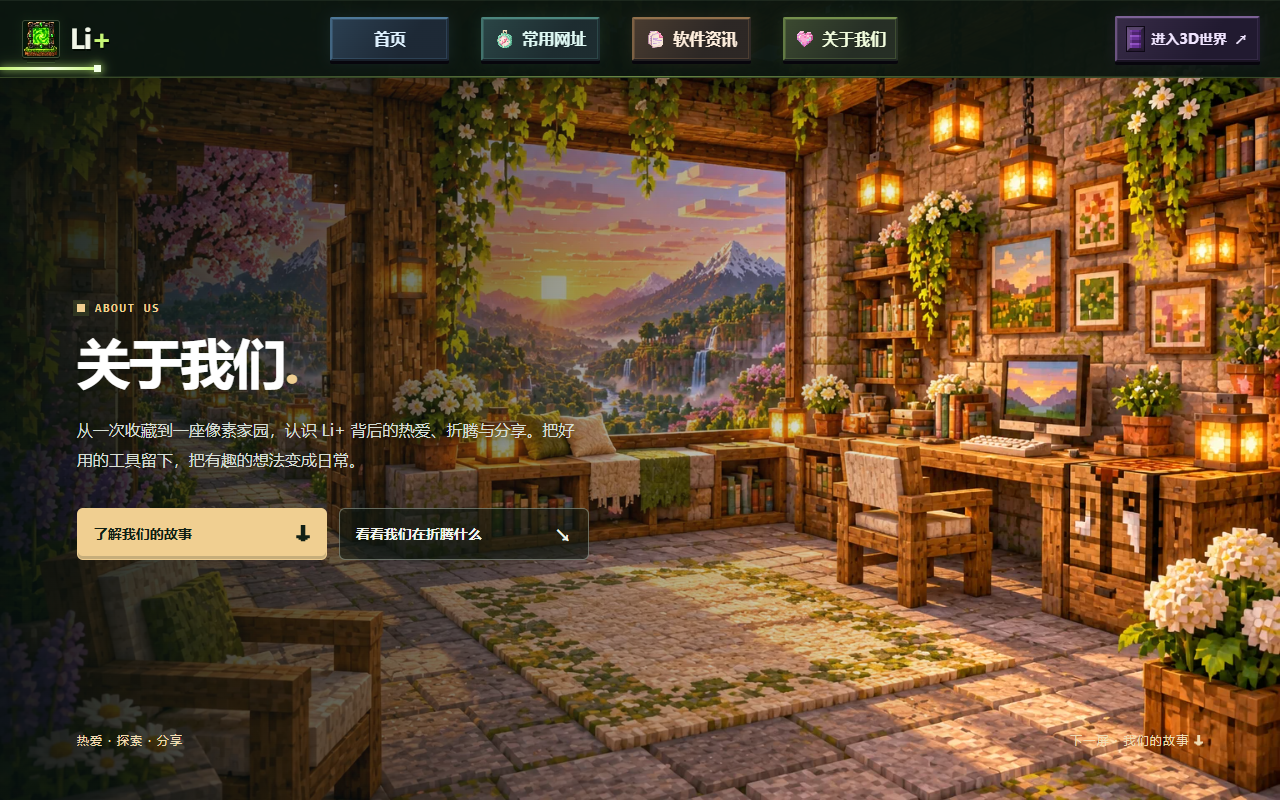 Li+
首页
常用网址
软件资讯
关于我们
进入3D世界 ↗
ABOUT US
关于我们.
从一次收藏到一座像素家园，认识 Li+ 背后的热爱、折腾与分享。把好
用的工具留下，把有趣的想法变成日常。
了解我们的故事 ⬇
看看我们在折腾什么 ↘
热爱 · 探索 · 分享
我们的故事 ⬇